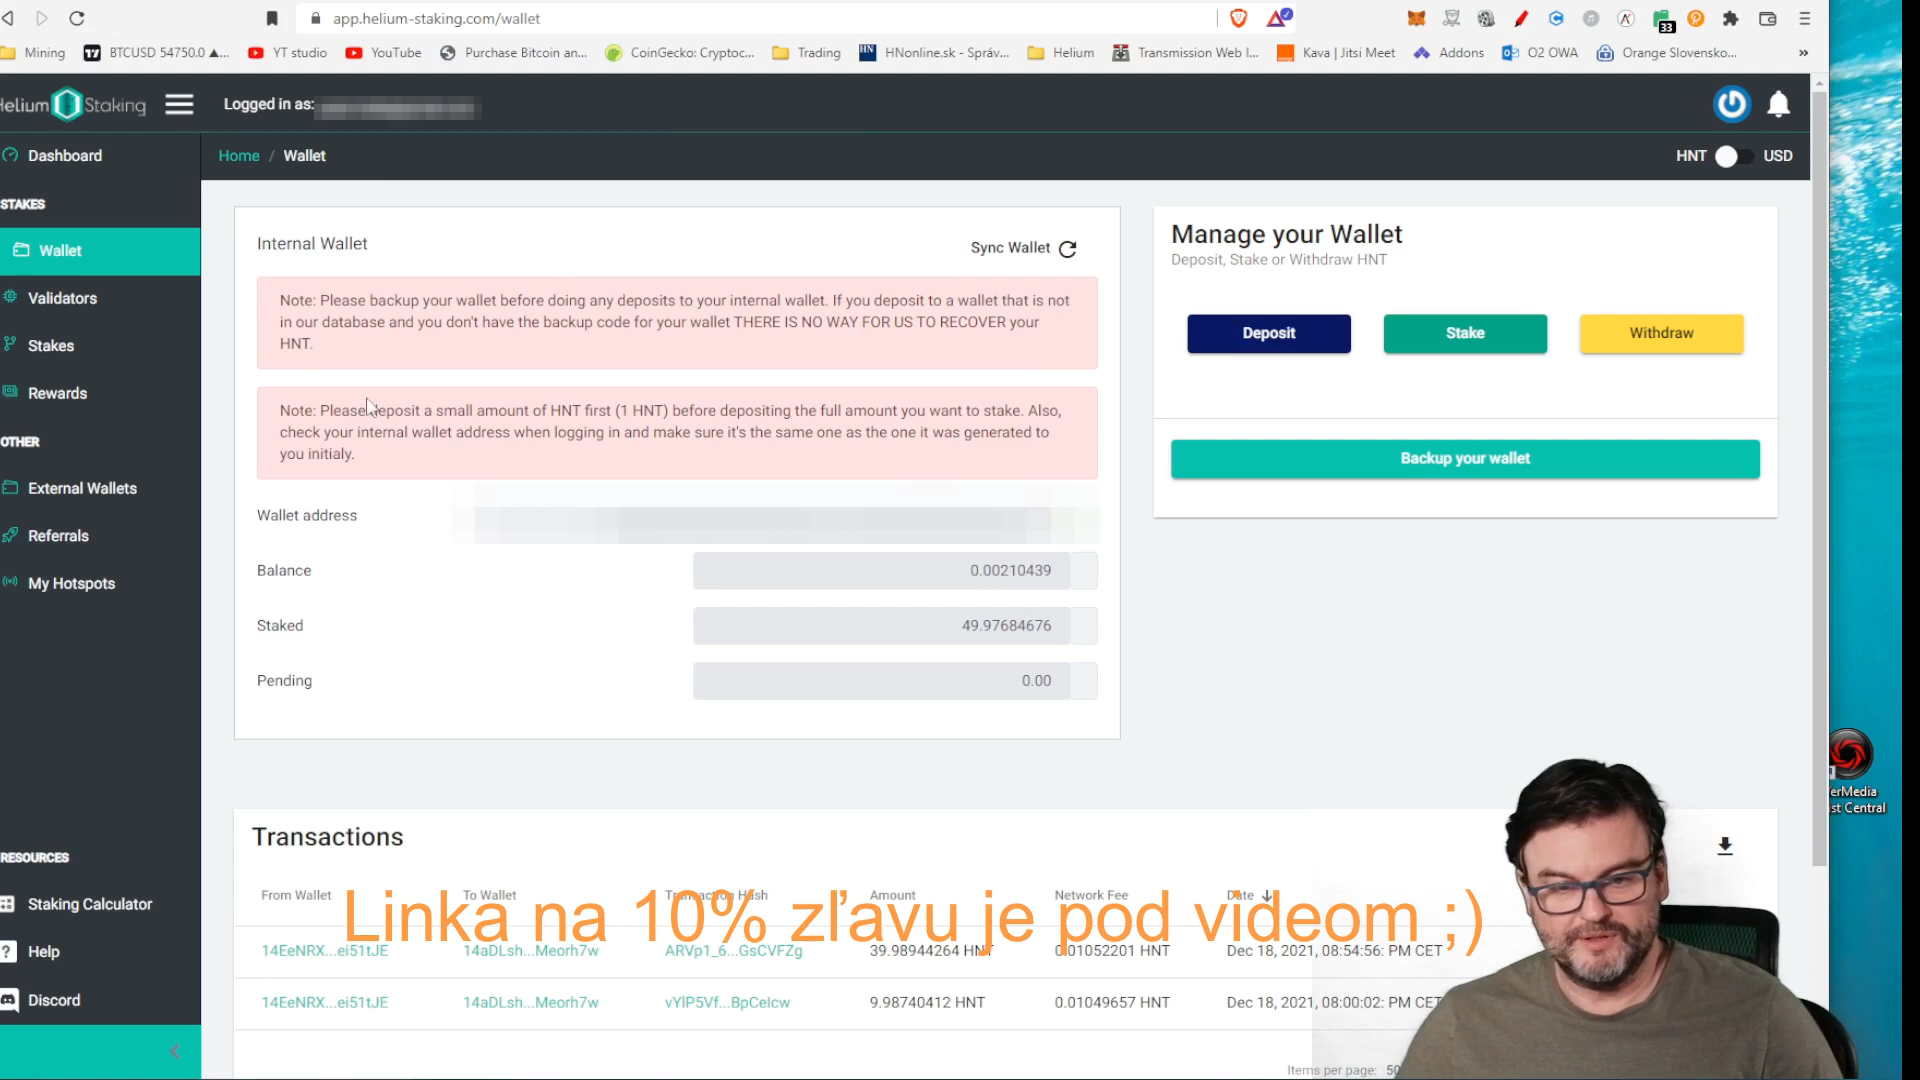 app.helium-staking.com/wallet
33
Mining
BTCUSD 54750.0 ▲...
YT studio
YouTube
Purchase Bitcoin an...
CoinGecko: Cryptoc...
Trading
HNonline.sk - Správ...
Helium
Transmission Web I...
Kava | Jitsi Meet
Addons
O2 OWA
Orange Slovensko...
»
elium Staking
Logged in as:
Dashboard
Home / Wallet
HNT USD
STAKES
Wallet
Validators
Stakes
Rewards
OTHER
External Wallets
Referrals
My Hotspots
RESOURCES
Staking Calculator
Help
Discord
Internal Wallet
Sync Wallet
Note: Please backup your wallet before doing any deposits to your internal wallet. If you deposit to a wallet that is not
in our database and you don't have the backup code for your wallet THERE IS NO WAY FOR US TO RECOVER your
HNT.
Note: Please deposit a small amount of HNT first (1 HNT) before depositing the full amount you want to stake. Also,
check your internal wallet address when logging in and make sure it's the same one as the one it was generated to
you initialy.
Wallet address
Balance 0.00210439
Staked 49.97684676
Pending 0.00
Manage your Wallet
Deposit, Stake or Withdraw HNT
Deposit
Stake
Withdraw
Backup your wallet
Transactions
From Wallet To Wallet Transaction Hash Amount Network Fee Date
Linka na 10% zľavu je pod videom ;)
14EeNRX...ei51tJE 14aDLsh...Meorh7w ARVp1_6...GsCVFZg 39.98944264 HNT 0.01052201 HNT Dec 18, 2021, 08:54:56: PM CET
14EeNRX...ei51tJE 14aDLsh...Meorh7w vYlP5Vf...BpCelcw 9.98740412 HNT 0.01049657 HNT Dec 18, 2021, 08:00:02: PM CET
Items per page: 50
erMedia
st Central